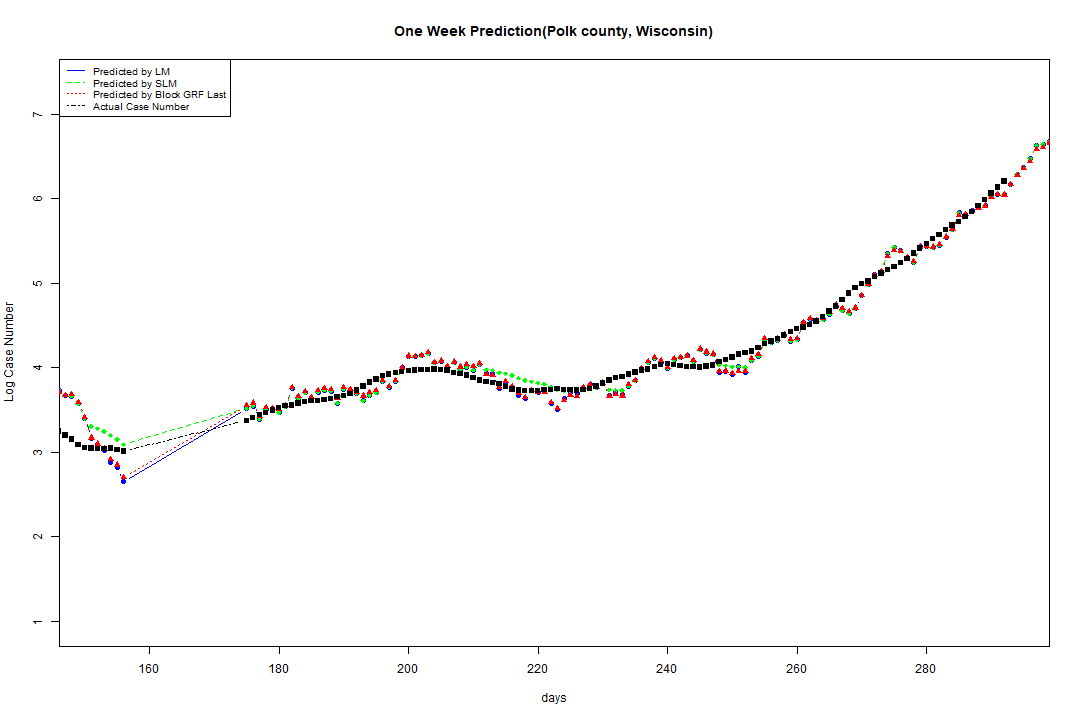 One Week Prediction(Polk county, Wisconsin)
Predicted by LM
Predicted by SLM
Predicted by Block GRF Last
Actual Case Number
7
6
5
4
3
2
1
Log Case Number
160 180 200 220 240 260 280
days